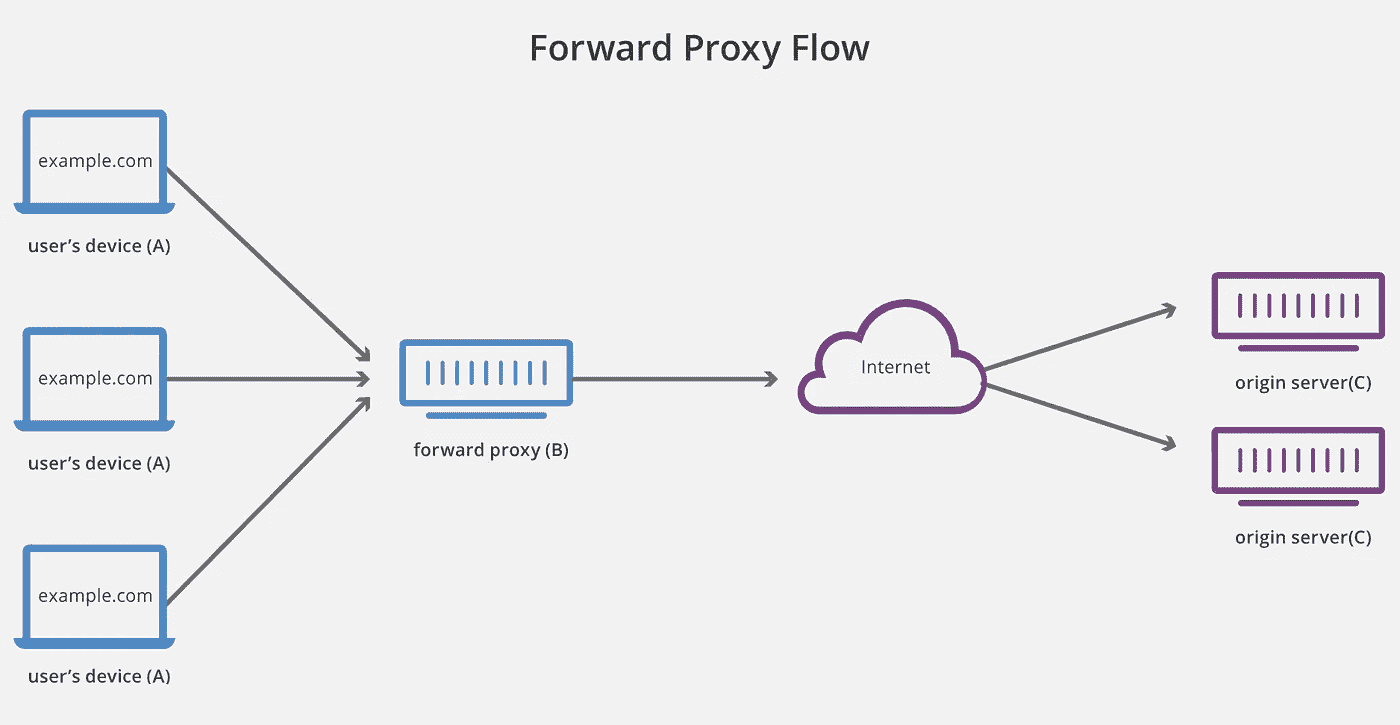 Forward Proxy Flow
example.com
user’s device (A)
example.com
user’s device (A)
example.com
user’s device (A)
forward proxy (B)
Internet
origin server(C)
origin server(C)